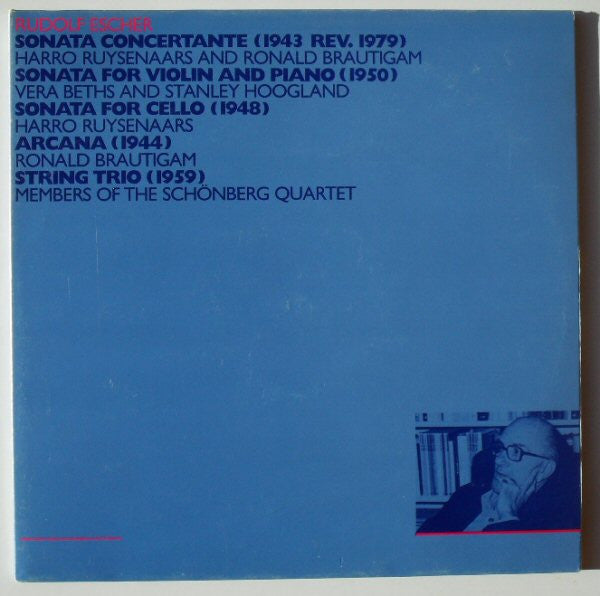 RUDOLF ESCHER
SONATA CONCERTANTE (1943 REV. 1979)
HARRO RUYSENAARS AND RONALD BRAUTIGAM
SONATA FOR VIOLIN AND PIANO (1950)
VERA BETHS AND STANLEY HOOGLAND
SONATA FOR CELLO (1948)
HARRO RUYSENAARS
ARCANA (1944)
RONALD BRAUTIGAM
STRING TRIO (1959)
MEMBERS OF THE SCHÖNBERG QUARTET